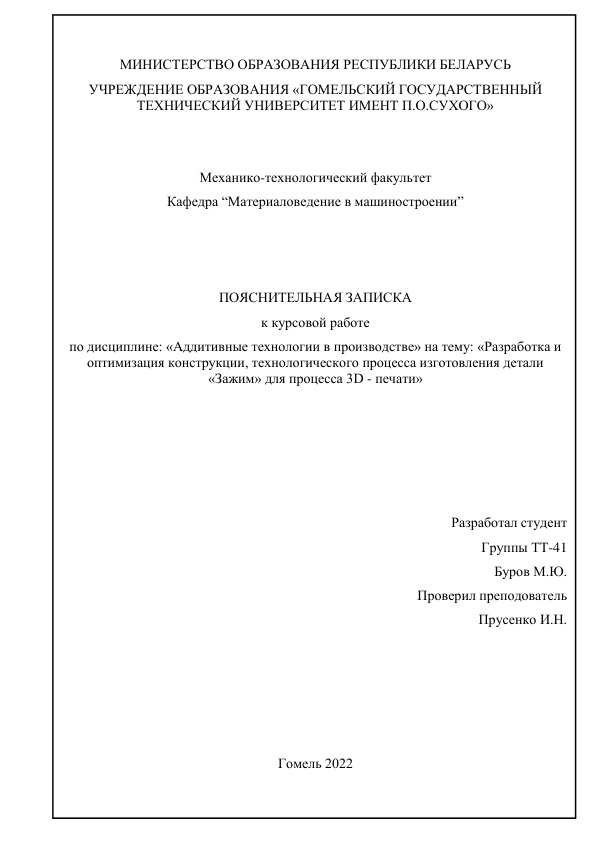 МИНИСТЕРСТВО ОБРАЗОВАНИЯ РЕСПУБЛИКИ БЕЛАРУСЬ
УЧРЕЖДЕНИЕ ОБРАЗОВАНИЯ «ГОМЕЛЬСКИЙ ГОСУДАРСТВЕННЫЙ
ТЕХНИЧЕСКИЙ УНИВЕРСИТЕТ ИМЕНТ П.О.СУХОГО»
Механико-технологический факультет
Кафедра “Материаловедение в машиностроении”
ПОЯСНИТЕЛЬНАЯ ЗАПИСКА
к курсовой работе
по дисциплине: «Аддитивные технологии в производстве» на тему: «Разработка и
оптимизация конструкции, технологического процесса изготовления детали
«Зажим» для процесса 3D - печати»
Разработал студент
Группы ТТ-41
Буров М.Ю.
Проверил преподователь
Прусенко И.Н.
Гомель 2022